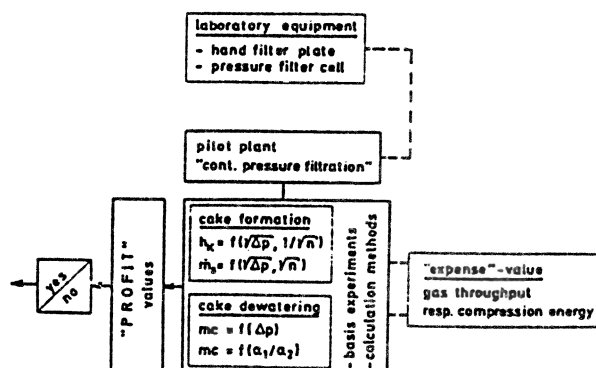 laboratory equipment
- hand filter plate
- pressure filter cell
pilot plant
"cont. pressure filtration"
cake formation
h_K = f(√Δp, 1/√n)
ṁ_s = f(√Δp, √n)
cake dewatering
mc = f(Δp)
mc = f(α₁/α₂)
- basis experiments
- calculation methods
"expense"-value
gas throughput
resp. compression energy
"PROFIT"
values
yes/no